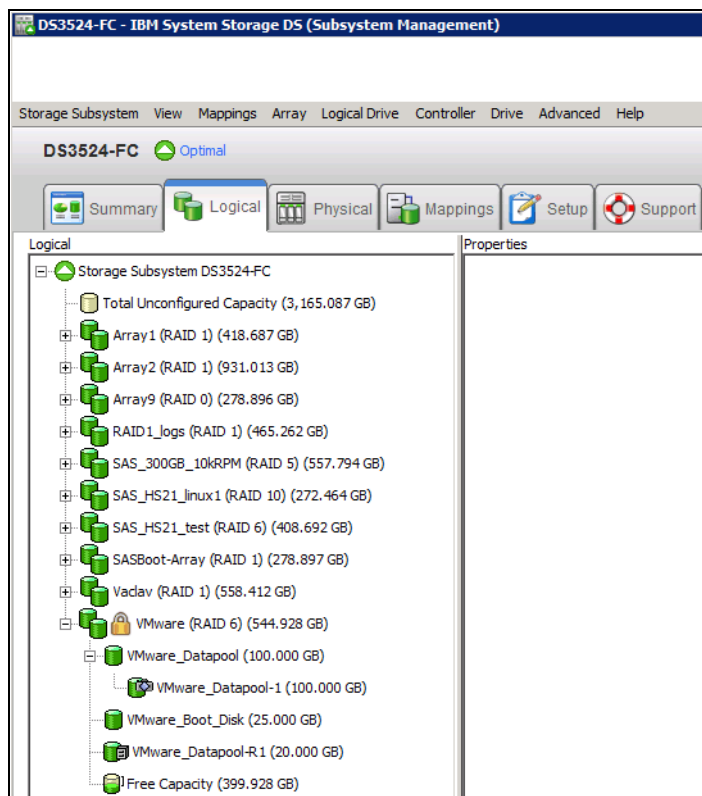 DS3524-FC - IBM System Storage DS (Subsystem Management)
Storage Subsystem View Mappings Array Logical Drive Controller Drive Advanced Help
DS3524-FC Optimal
Summary Logical Physical Mappings Setup Support
Logical
Properties
Storage Subsystem DS3524-FC
Total Unconfigured Capacity (3,165.087 GB)
Array1 (RAID 1) (418.687 GB)
Array2 (RAID 1) (931.013 GB)
Array9 (RAID 0) (278.896 GB)
RAID1_logs (RAID 1) (465.262 GB)
SAS_300GB_10kRPM (RAID 5) (557.794 GB)
SAS_HS21_linux1 (RAID 10) (272.464 GB)
SAS_HS21_test (RAID 6) (408.692 GB)
SASBoot-Array (RAID 1) (278.897 GB)
Vaclav (RAID 1) (558.412 GB)
VMware (RAID 6) (544.928 GB)
VMware_Datapool (100.000 GB)
VMware_Datapool-1 (100.000 GB)
VMware_Boot_Disk (25.000 GB)
VMware_Datapool-R1 (20.000 GB)
Free Capacity (399.928 GB)